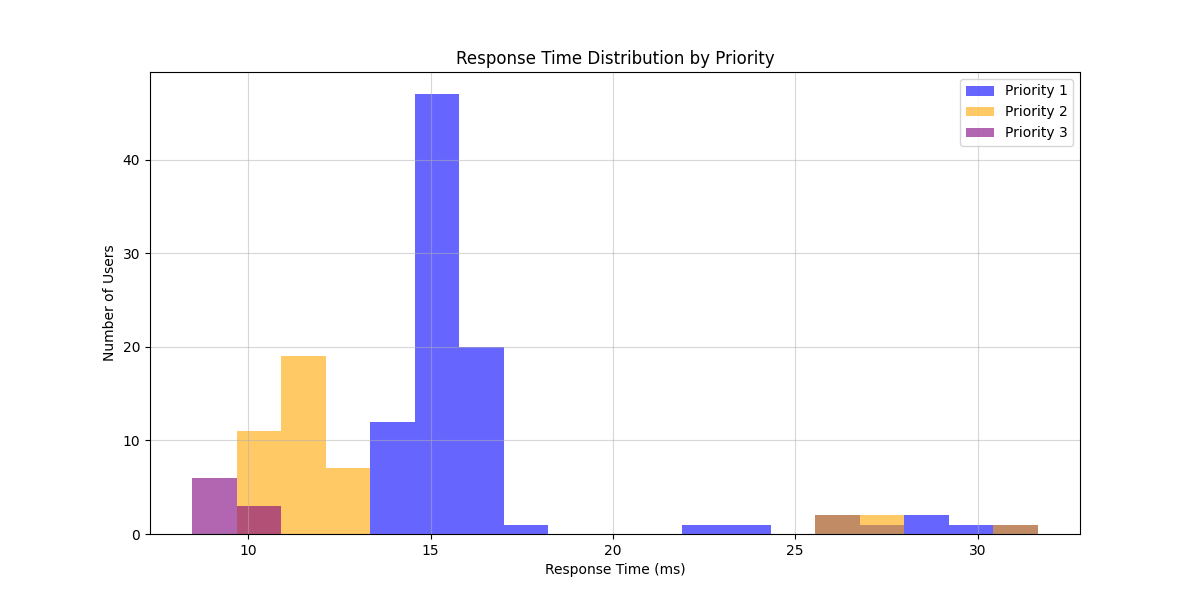 Response Time Distribution by Priority
Priority 1
Priority 2
Priority 3
Number of Users
40
30
20
10
0
10 15 20 25 30
Response Time (ms)